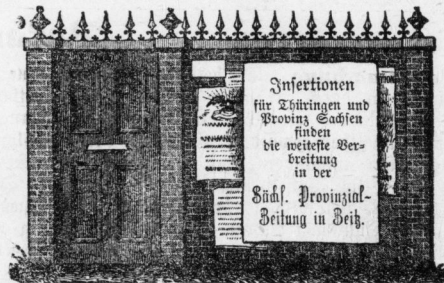 Insertionen
für Thüringen und
Provinz Sachsen
finden
die weiteste Ver-
breitung
in der
Sächs. Provinzial-
Zeitung in Zeitz.